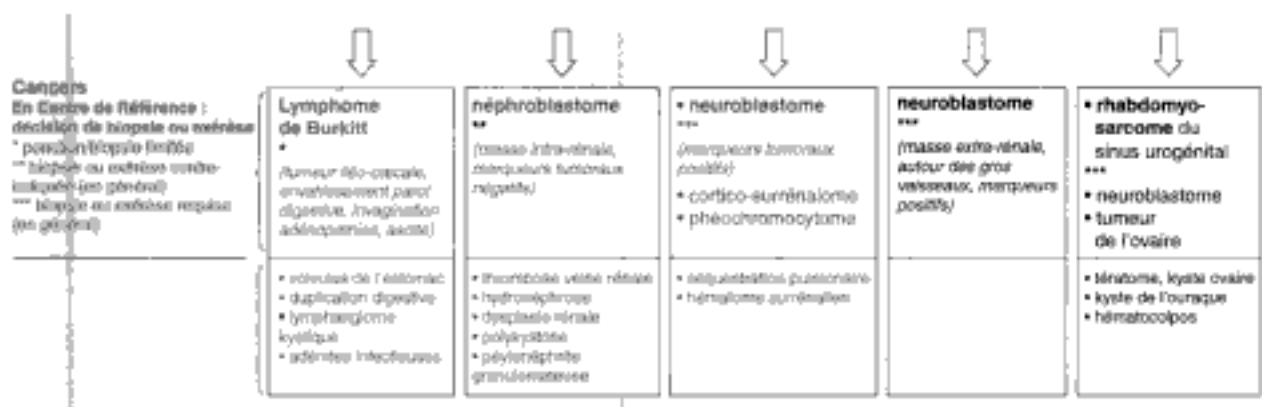 Cancers
En Centre de Référence :
décision de biopsie ou exérèse
* ponction/biopsie limitée
** biopsie ou exérèse contre-
indiquée (en général)
*** biopsie ou exérèse requise
(en général)
Lymphome
de Burkitt
*
(tumeur iléo-caecale,
envahissement paroi
digestive, invagination
adénopathies, ascite)
néphroblastome
**
(masse intra-rénale,
marqueurs tumoraux
négatifs)
• neuroblastome
***
(marqueurs tumoraux
positifs)
• cortico-surrénalome
• phéochromocytome
neuroblastome
***
(masse extra-rénale,
autour des gros
vaisseaux, marqueurs
positifs)
• rhabdomyo-
sarcome du
sinus urogénital
***
• neuroblastome
• tumeur
de l'ovaire
• volvulus de l'estomac
• duplication digestive
• lymphangiome
kystique
• adénites infectieuses
• thrombose veine rénale
• hydronéphrose
• dysplasie rénale
• polykystose
• pyélonéphrite
granulomateuse
• séquestration pulmonaire
• hématome surrénalien
• tératome, kyste ovaire
• kyste de l'ouraque
• hématocolpos